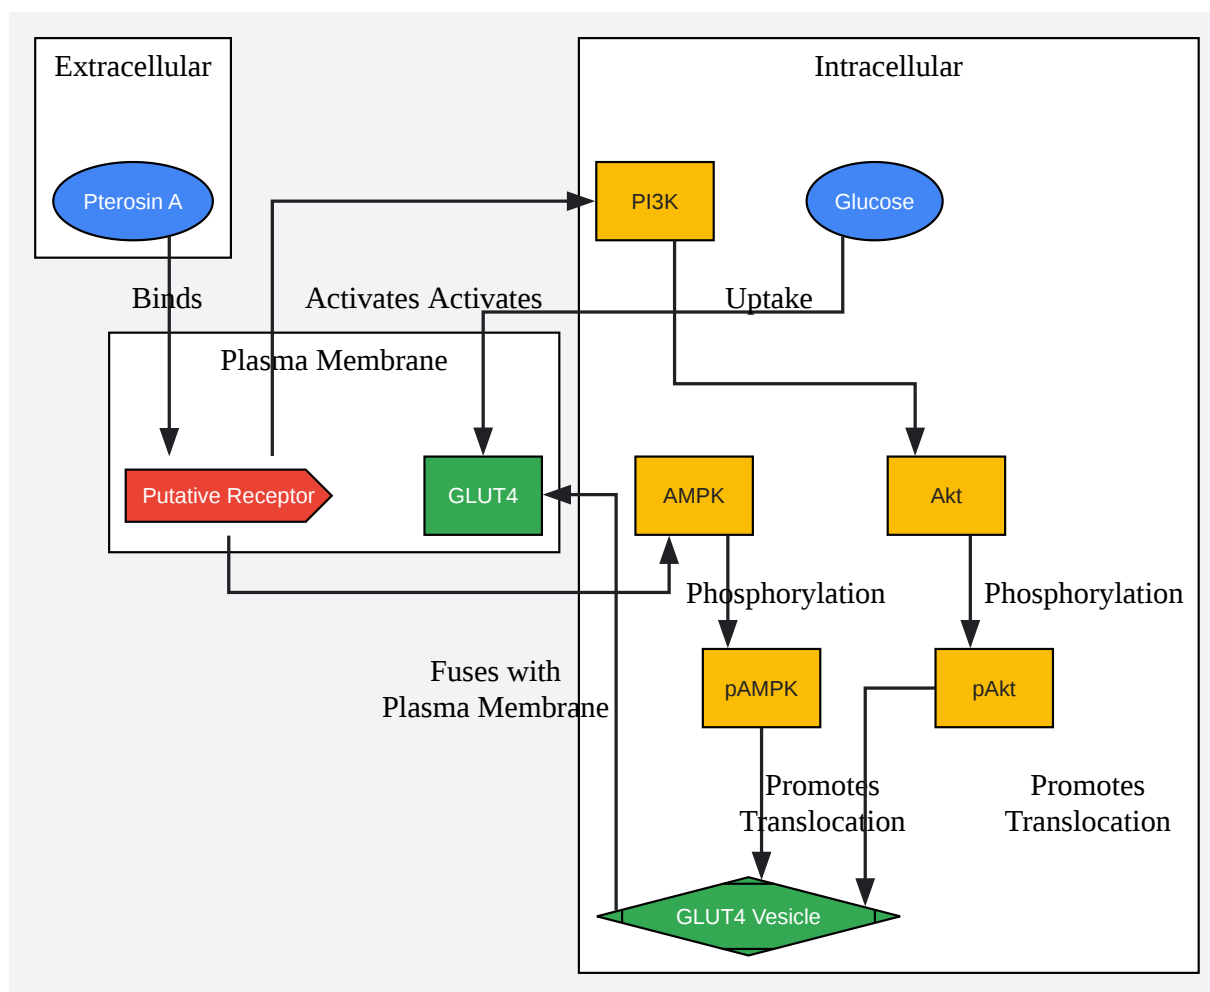 Extracellular
Intracellular
Pterosin A
PI3K
Glucose
Binds
Activates
Activates
Uptake
Plasma Membrane
Putative Receptor
GLUT4
AMPK
Akt
Phosphorylation
Phosphorylation
Fuses with
Plasma Membrane
pAMPK
pAkt
Promotes
Translocation
Promotes
Translocation
GLUT4 Vesicle